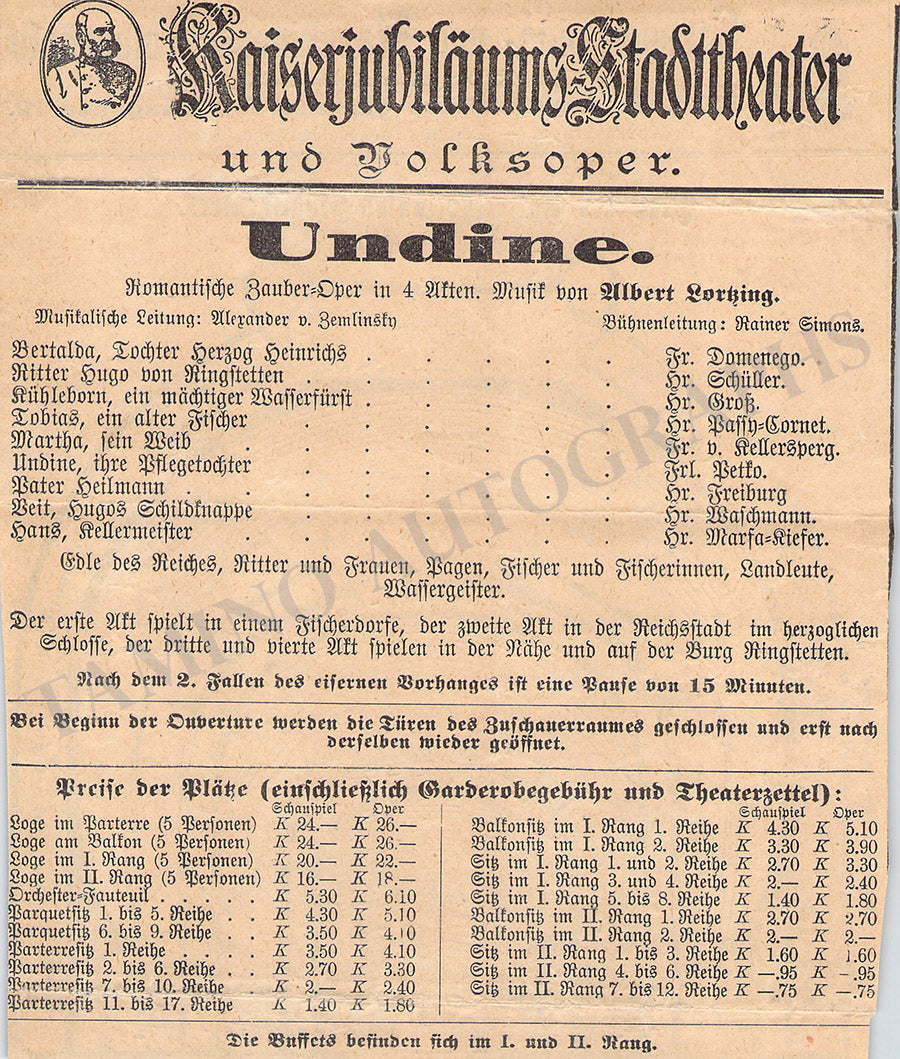 Kaiserjubiläums-Stadttheater
und Volksoper.
Undine.
Romantische Zauber-Oper in 4 Akten. Musik von Albert Lortzing.
Musikalische Leitung: Alexander v. Zemlinsky Bühnenleitung: Rainer Simons.
Bertalda, Tochter Herzog Heinrichs . . . . . . Fr. Domenego.
Ritter Hugo von Ringstetten . . . . . . Hr. Schüller.
Kühleborn, ein mächtiger Wasserfürst . . . . . Hr. Groß.
Tobias, ein alter Fischer . . . . . . Hr. Passy-Cornet.
Martha, sein Weib . . . . . . Fr. v. Kellersperg.
Undine, ihre Pflegetochter . . . . . . Frl. Petko.
Pater Heilmann . . . . . . . Hr. Freiburg
Veit, Hugos Schildknappe . . . . . . Hr. Waschmann.
Hans, Kellermeister . . . . . . Hr. Marfa-Kiefer.
Edle des Reiches, Ritter und Frauen, Pagen, Fischer und Fischerinnen, Landleute,
Wassergeister.
Der erste Akt spielt in einem Fischerdorfe, der zweite Akt in der Reichsstadt im herzoglichen
Schlosse, der dritte und vierte Akt spielen in der Nähe und auf der Burg Ringstetten.
Nach dem 2. Fallen des eisernen Vorhanges ist eine Pause von 15 Minuten.
Bei Beginn der Ouverture werden die Türen des Zuschauerraumes geschlossen und erst nach
derselben wieder geöffnet.
Preise der Plätze (einschließlich Garderobegebühr und Theaterzettel):
Schauspiel Oper
Loge im Parterre (5 Personen) K 24.— K 26.—
Loge am Balkon (5 Personen) K 24.— K 26.—
Loge im I. Rang (5 Personen) K 20.— K 22.—
Loge im II. Rang (5 Personen) K 16.— K 18.—
Orchester-Fauteuil . . . . . . K 5.30 K 6.10
Parquetsitz 1. bis 5. Reihe K 4.30 K 5.10
Parquetsitz 6. bis 9. Reihe . . K 3.50 K 4.10
Parterresitz 1. Reihe . . . . K 3.50 K 4.10
Parterresitz 2. bis 6. Reihe . . K 2.70 K 3.30
Parterresitz 7. bis 10. Reihe . K 2.— K 2.40
Parterresitz 11. bis 17. Reihe K 1.40 K 1.80
Schauspiel Oper
Balkonsitz im I. Rang 1. Reihe K 4.30 K 5.10
Balkonsitz im I. Rang 2. Reihe K 3.30 K 3.90
Sitz im I. Rang 1. und 2. Reihe K 2.70 K 3.30
Sitz im I. Rang 3. und 4. Reihe K 2.— K 2.40
Sitz im I. Rang 5. bis 8. Reihe K 1.40 K 1.80
Balkonsitz im II. Rang 1. Reihe K 2.70 K 2.70
Balkonsitz im II. Rang 2. Reihe K 2.— K 2.—
Sitz im II. Rang 1. bis 3. Reihe K 1.60 K 1.60
Sitz im II. Rang 4. bis 6. Reihe K —.95 K —.95
Sitz im II. Rang 7. bis 12. Reihe K —.75 K —.75
Die Buffets befinden sich im I. und II. Rang.
TAMINO AUTOGRAPHS